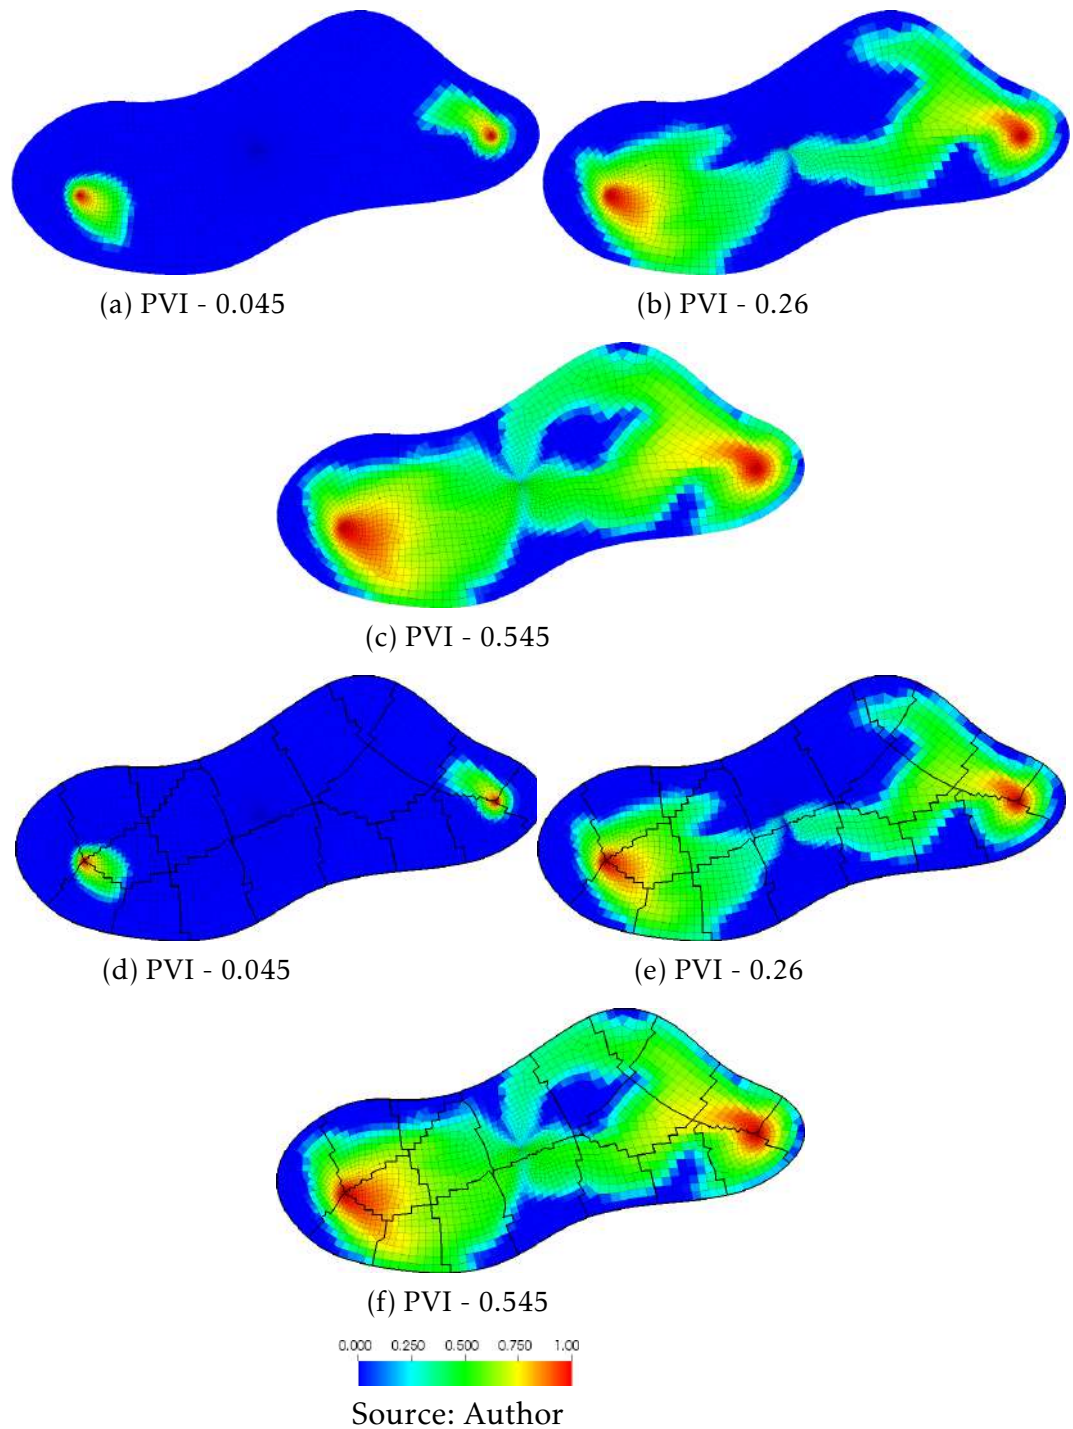 (a) PVI - 0.045
(b) PVI - 0.26
(c) PVI - 0.545
(d) PVI - 0.045
(e) PVI - 0.26
(f) PVI - 0.545
0.000 0.250 0.500 0.750 1.00
Source: Author